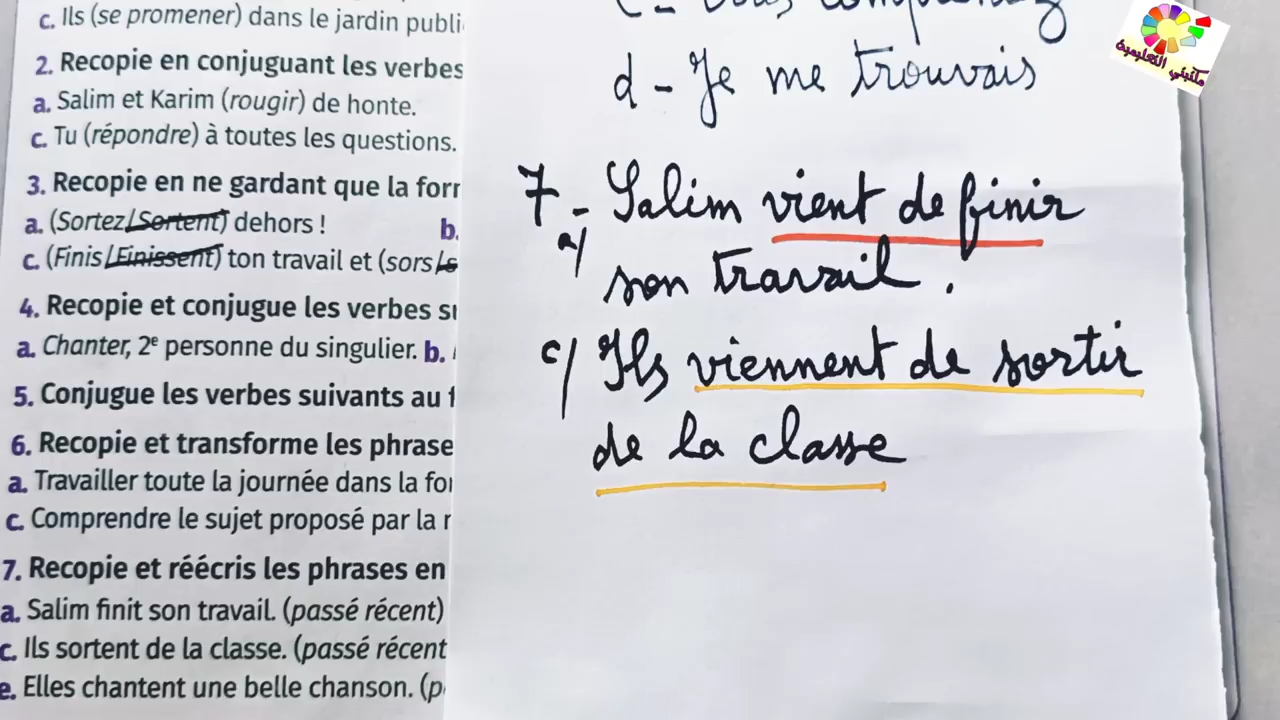 c. Ils (se promener) dans le jardin publi
2. Recopie en conjuguant les verbes
a. Salim et Karim (rougir) de honte.
c. Tu (répondre) à toutes les questions.
3. Recopie en ne gardant que la forr
a. (Sortez/Sortent) dehors !
b.
c. (Finis/Finissent) ton travail et (sors/s
4. Recopie et conjugue les verbes su
a. Chanter, 2e personne du singulier. b.
5. Conjugue les verbes suivants au f
6. Recopie et transforme les phrase
a. Travailler toute la journée dans la for
c. Comprendre le sujet proposé par la r
7. Recopie et réécris les phrases en
a. Salim finit son travail. (passé récent)
c. Ils sortent de la classe. (passé récent
e. Elles chantent une belle chanson. (p
c - Vous comprenez
d - Je me trouvais
7 - Salim vient de finir
a/ son travail.
c/ Ils viennent de sortir
de la classe
مكتبتي التعليمية